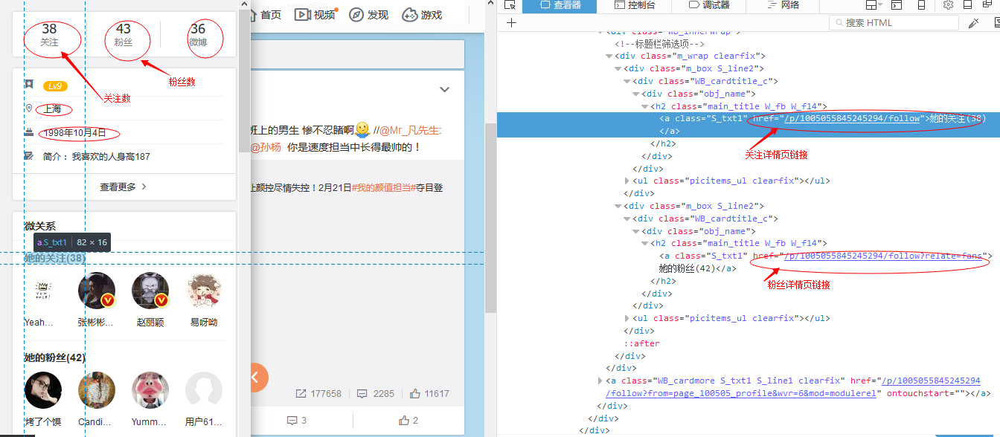 38
关注
43
粉丝
36
微博
粉丝数
关注数
Lv9
上海
1998年10月4日
简介： 我喜欢的人身高187
查看更多
微关系
a.S_txt1 82 × 16
她的关注(38)
Yeah...
张彬彬...
赵丽颖
易呀呦
她的粉丝(42)
烤了个馍
Candi...
Yumm...
用户61...
首页
视频
发现
游戏
班上的男生 惨不忍睹啊 //@Mr_凡先生:
@孙杨 你是速度担当中长得最帅的！
让颜控尽情失控！2月21日#我的颜值担当#夺目登
177658
2285
11617
3
2
查看器
控制台
调试器
网络
搜索 HTML
<div class="WB_innerwrap">
<!--标题栏筛选项-->
<div class="m_wrap clearfix">
<div class="m_box S_line2">
<div class="WB_cardtitle_c">
<div class="obj_name">
<h2 class="main_title W_fb W_f14">
<a class="S_txt1" href="/p/1005055845245294/follow">她的关注(38)
</a>
关注详情页链接
</h2>
</div>
</div>
<ul class="picitems_ul clearfix"></ul>
</div>
<div class="m_box S_line2">
<div class="WB_cardtitle_c">
<div class="obj_name">
<h2 class="main_title W_fb W_f14">
<a class="S_txt1" href="/p/1005055845245294/follow?relate=fans">
她的粉丝(42)</a>
粉丝详情页链接
</h2>
</div>
</div>
<ul class="picitems_ul clearfix"></ul>
</div>
::after
</div>
</div>
<a class="WB_cardmore S_txt1 S_line1 clearfix" href="/p/1005055845245294
/follow?from=page_100505_profile&wvr=6&mod=modulerel" ontouchstart=""></a>
</div>
</div>
</div>